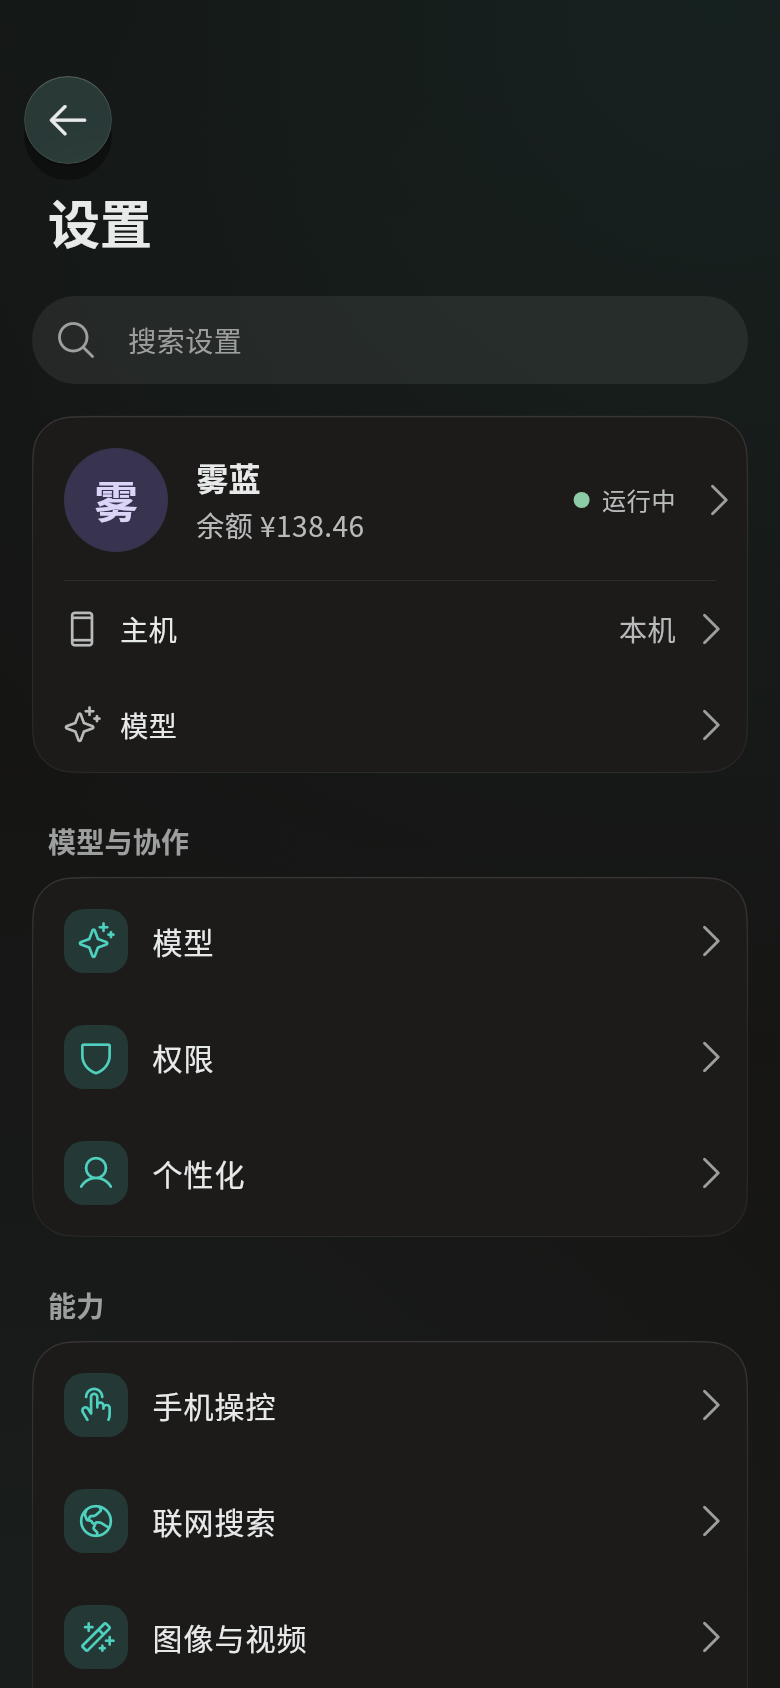 设置
搜索设置
雾
雾蓝
余额 ¥138.46
运行中
主机
本机
模型
模型与协作
模型
权限
个性化
能力
手机操控
联网搜索
图像与视频